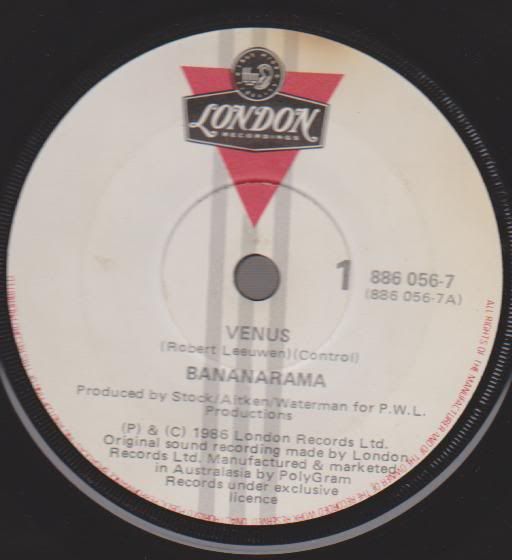 LONDON
RECORDINGS
1
886 056-7
(886 056-7A)
VENUS
(Robert Leeuwen)(Control)
BANANARAMA
Produced by Stock/Aitken/Waterman for P.W.L.
Productions
(P) & (C) 1986 London Records Ltd.
Original sound recording made by London
Records Ltd. Manufactured & marketed
in Australasia by PolyGram
Records under exclusive
licence
ALL RIGHTS OF THE MANUFACTURER AND OF THE OWNER OF THE RECORDED WORK